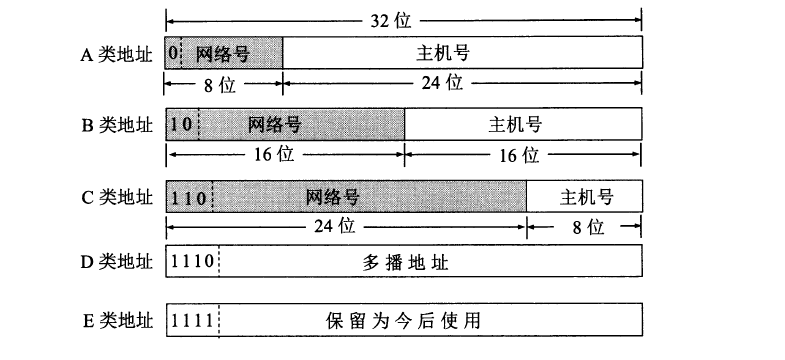 32 位
A 类地址 0 网络号 主机号
8 位 24 位
B 类地址 10 网络号 主机号
16 位 16 位
C 类地址 110 网络号 主机号
24 位 8 位
D 类地址 1110 多播地址
E 类地址 1111 保留为今后使用